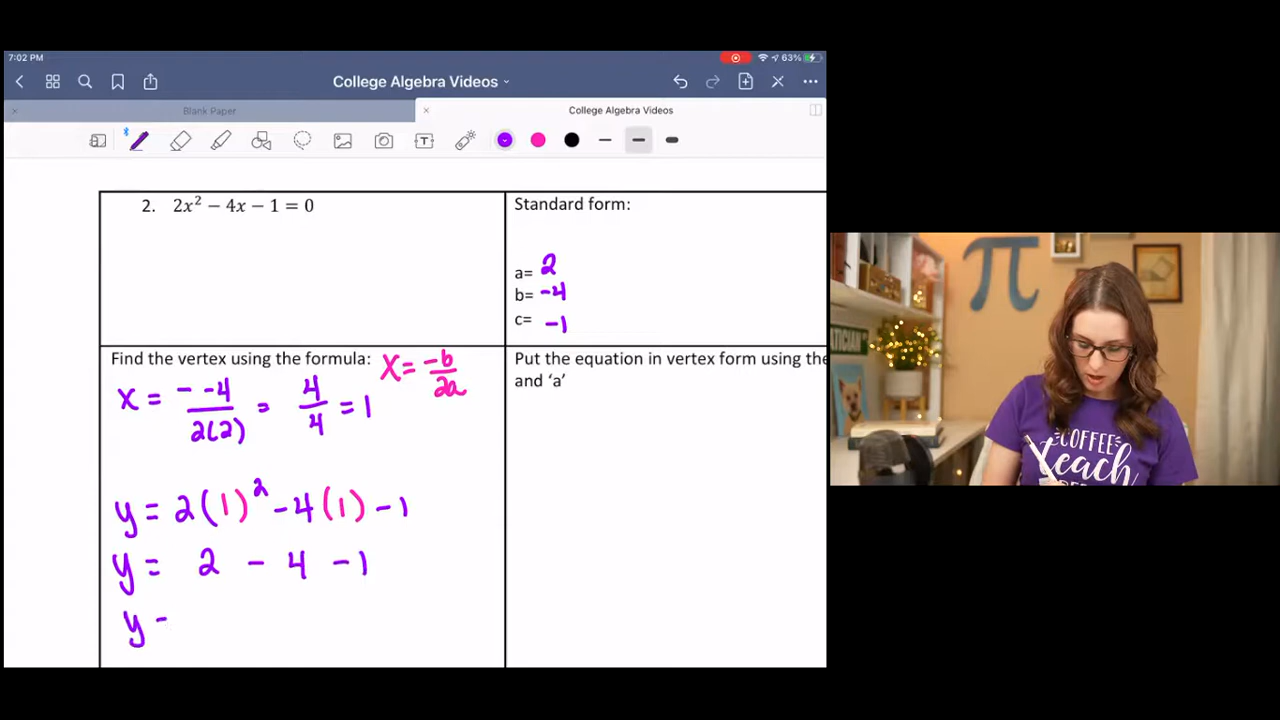 7:02 PM
63%
College Algebra Videos
Blank Paper
College Algebra Videos
2. 2x² − 4x − 1 = 0
Standard form:
a= 2
b= -4
c= -1
Find the vertex using the formula: x = -b/2a
x = - -4/2(2) = 4/4 = 1
y = 2(1)² - 4(1) - 1
y = 2 - 4 - 1
y -
Put the equation in vertex form using the
and ‘a’
COFFEE
teach